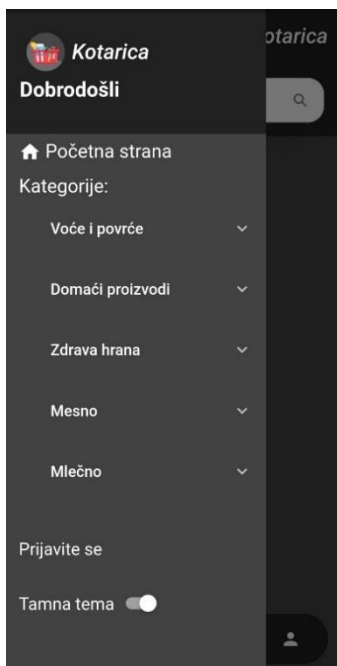 Kotarica
otarica
Dobrodošli
Početna strana
Kategorije:
Voće i povrće
Domaći proizvodi
Zdrava hrana
Mesno
Mlečno
Prijavite se
Tamna tema